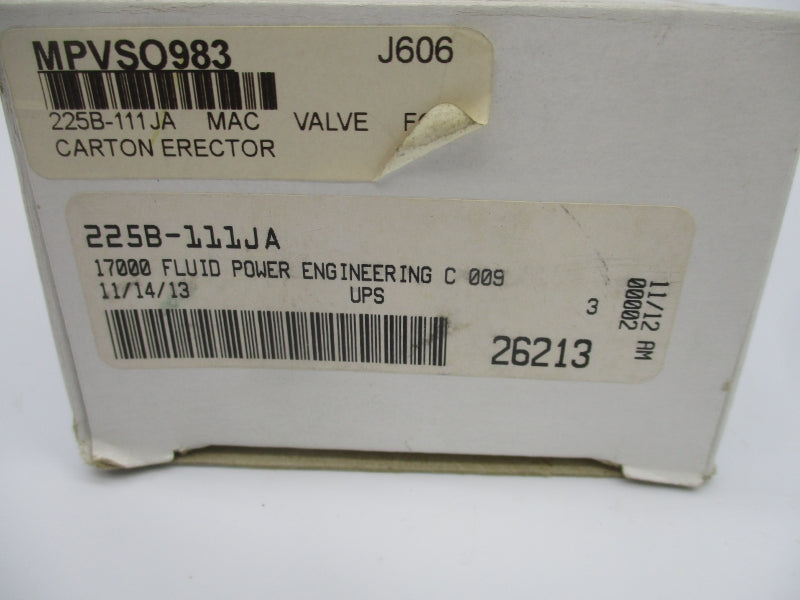 MPVSO983 J606
225B-111JA MAC VALVE
CARTON ERECTOR
225B-111JA
17000 FLUID POWER ENGINEERING C 009
11/14/13 UPS
3
26213
11/12 AM
00002